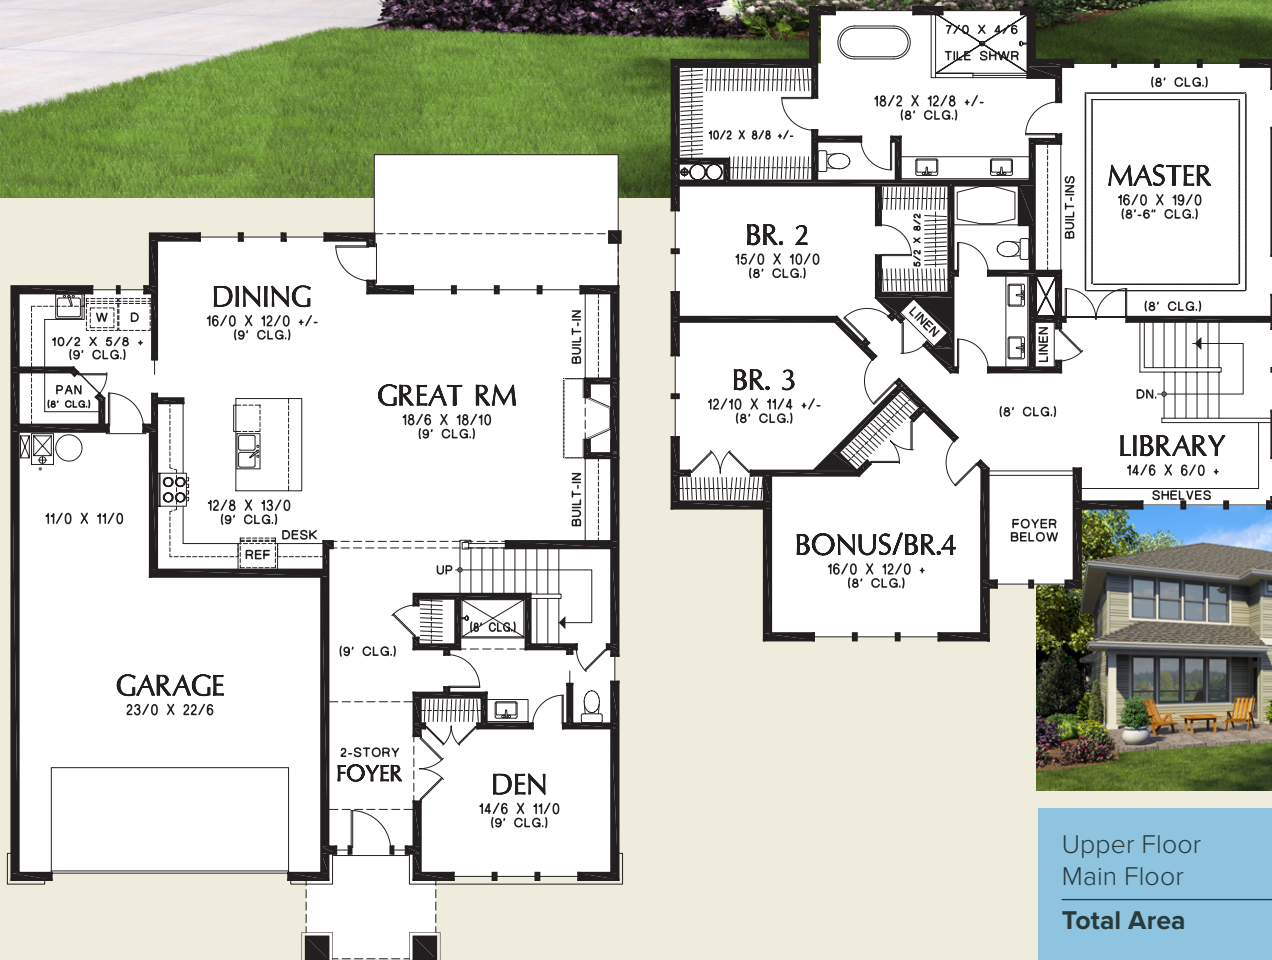 DINING
16/0 X 12/0 +/-
(9' CLG.)
W
D
10/2 X 5/8 +
(9' CLG.)
PAN
(8' CLG.)
BUILT-IN
GREAT RM
18/6 X 18/10
(9' CLG.)
BUILT-IN
11/0 X 11/0
12/8 X 13/0
(9' CLG.)
DESK
REF
UP
(8' CLG.)
(9' CLG.)
GARAGE
23/0 X 22/6
2-STORY
FOYER
DEN
14/6 X 11/0
(9' CLG.)
7/0 X 4/6
TILE SHWR
18/2 X 12/8 +/-
(8' CLG.)
10/2 X 8/8 +/-
(8' CLG.)
MASTER
16/0 X 19/0
(8'-6" CLG.)
BUILT-INS
(8' CLG.)
BR. 2
15/0 X 10/0
(8' CLG.)
5/2 X 8/2
LINEN
LINEN
BR. 3
12/10 X 11/4 +/-
(8' CLG.)
DN.
(8' CLG.)
LIBRARY
14/6 X 6/0 +
SHELVES
FOYER
BELOW
BONUS/BR.4
16/0 X 12/0 +
(8' CLG.)
Upper Floor
Main Floor
Total Area